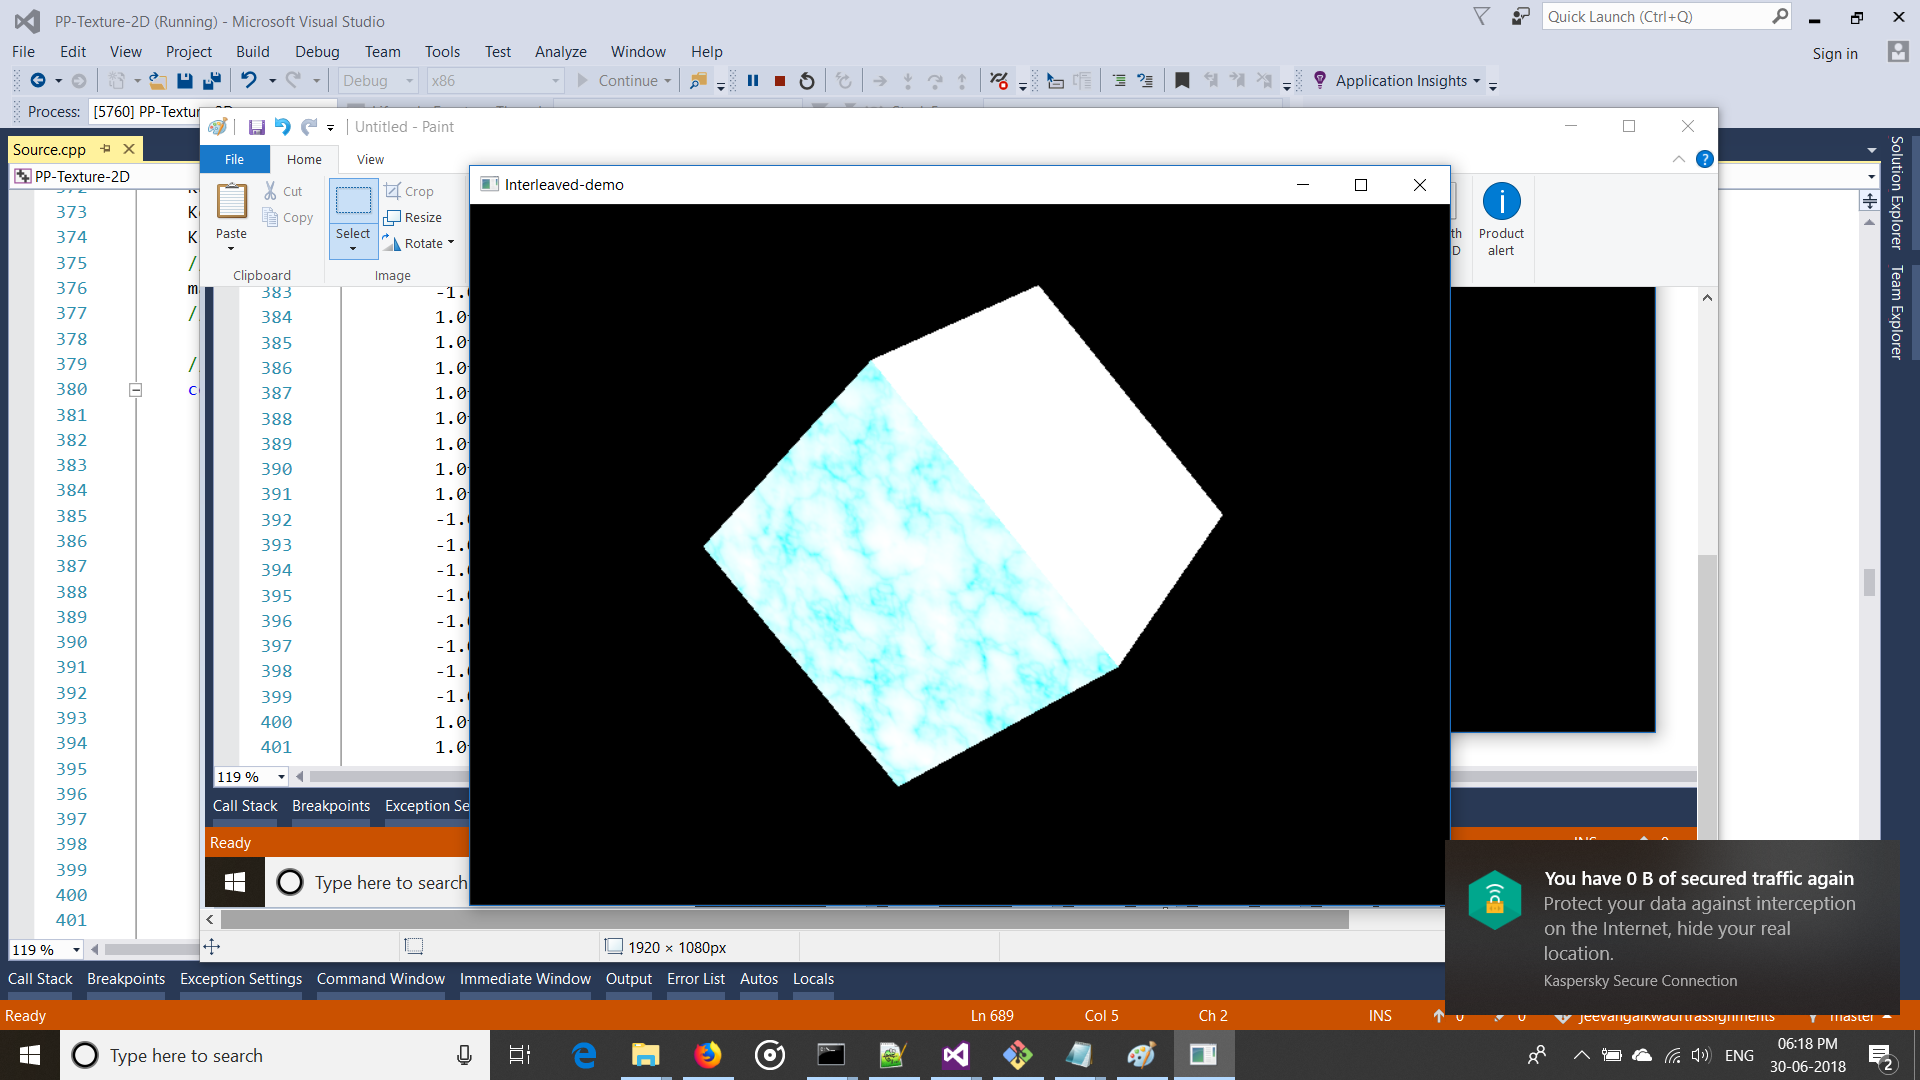 PP-Texture-2D (Running) - Microsoft Visual Studio
Quick Launch (Ctrl+Q)
File Edit View Project Build Debug Team Tools Test Analyze Window Help
Sign in
Debug x86 Continue Application Insights
Process: [5760] PP-Textur
Untitled - Paint
Source.cpp
File Home View
PP-Texture-2D
Interleaved-demo
Paste
Cut
Copy
Select
Crop
Resize
Rotate
Product
alert
Clipboard
Image
Solution Explorer
Team Explorer
373
374
375
376
377
378
379
380
381
382
383
384
385
386
387
388
389
390
391
392
393
394
395
396
397
398
399
400
401
383 -1.
384 1.0
385 1.0
386 1.0
387 1.0
388 1.0
389 1.0
390 1.0
391 1.0
392 -1.
393 -1.
394 -1.
395 -1.
396 -1.
397 -1.
398 -1.
399 -1.
400 1.0
401 1.0
119 %
Call Stack Breakpoints Exception Se
Ready
Type here to search
1920 × 1080px
119 %
Call Stack Breakpoints Exception Settings Command Window Immediate Window Output Error List Autos Locals
You have 0 B of secured traffic again
Protect your data against interception
on the Internet, hide your real
location.
Kaspersky Secure Connection
Ready Ln 689 Col 5 Ch 2 INS 0 0 jeevangaikwadrtrassignments master
Type here to search
ENG
06:18 PM
30-06-2018
2